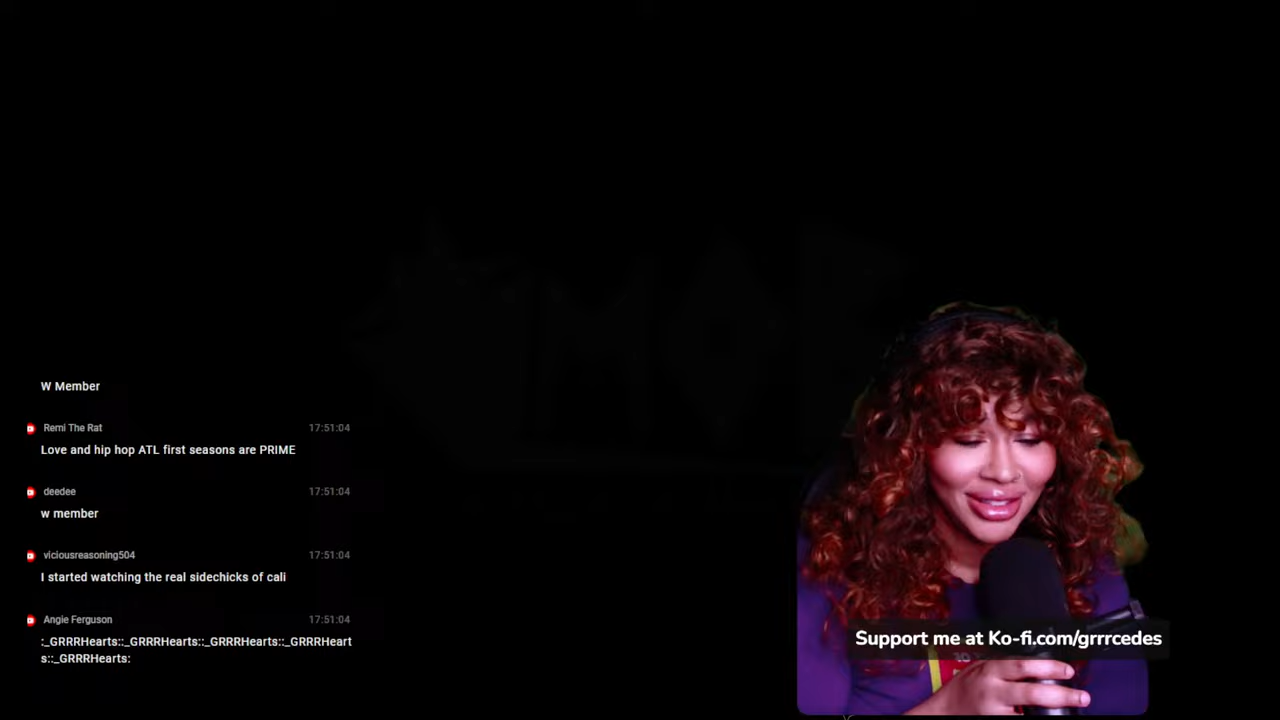 W Member
Remi The Rat 17:51:04
Love and hip hop ATL first seasons are PRIME
deedee 17:51:04
w member
viciousreasoning504 17:51:04
I started watching the real sidechicks of cali
Angie Ferguson 17:51:04
:_GRRRHearts::_GRRRHearts::_GRRRHearts::_GRRRHeart
s::_GRRRHearts:
Support me at Ko-fi.com/grrrcedes